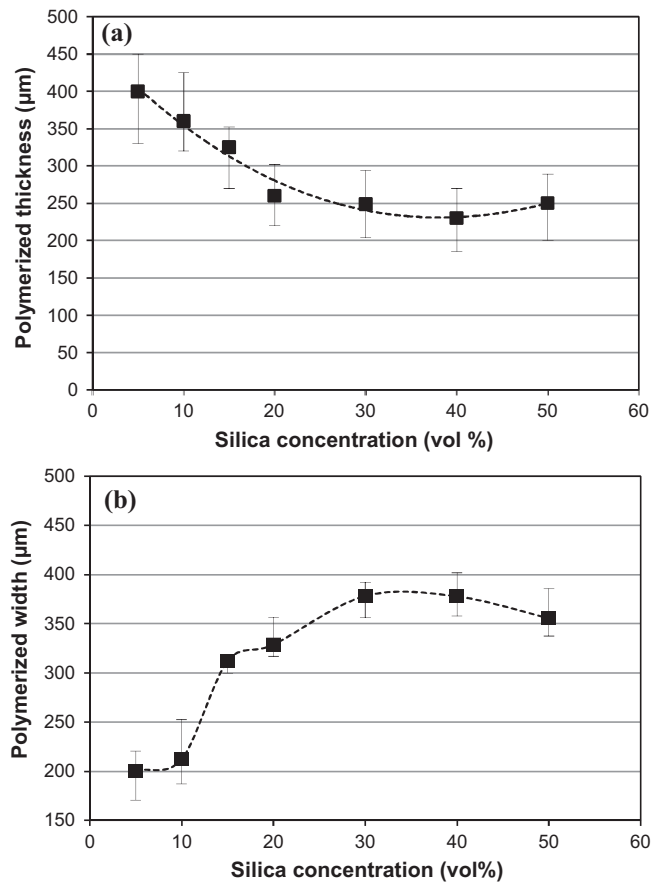 (a)
Polymerized thickness (µm)
500
450
400
350
300
250
200
150
100
50
0
0 10 20 30 40 50 60
Silica concentration (vol %)
(b)
Polymerized width (µm)
500
450
400
350
300
250
200
150
0 10 20 30 40 50 60
Silica concentration (vol%)